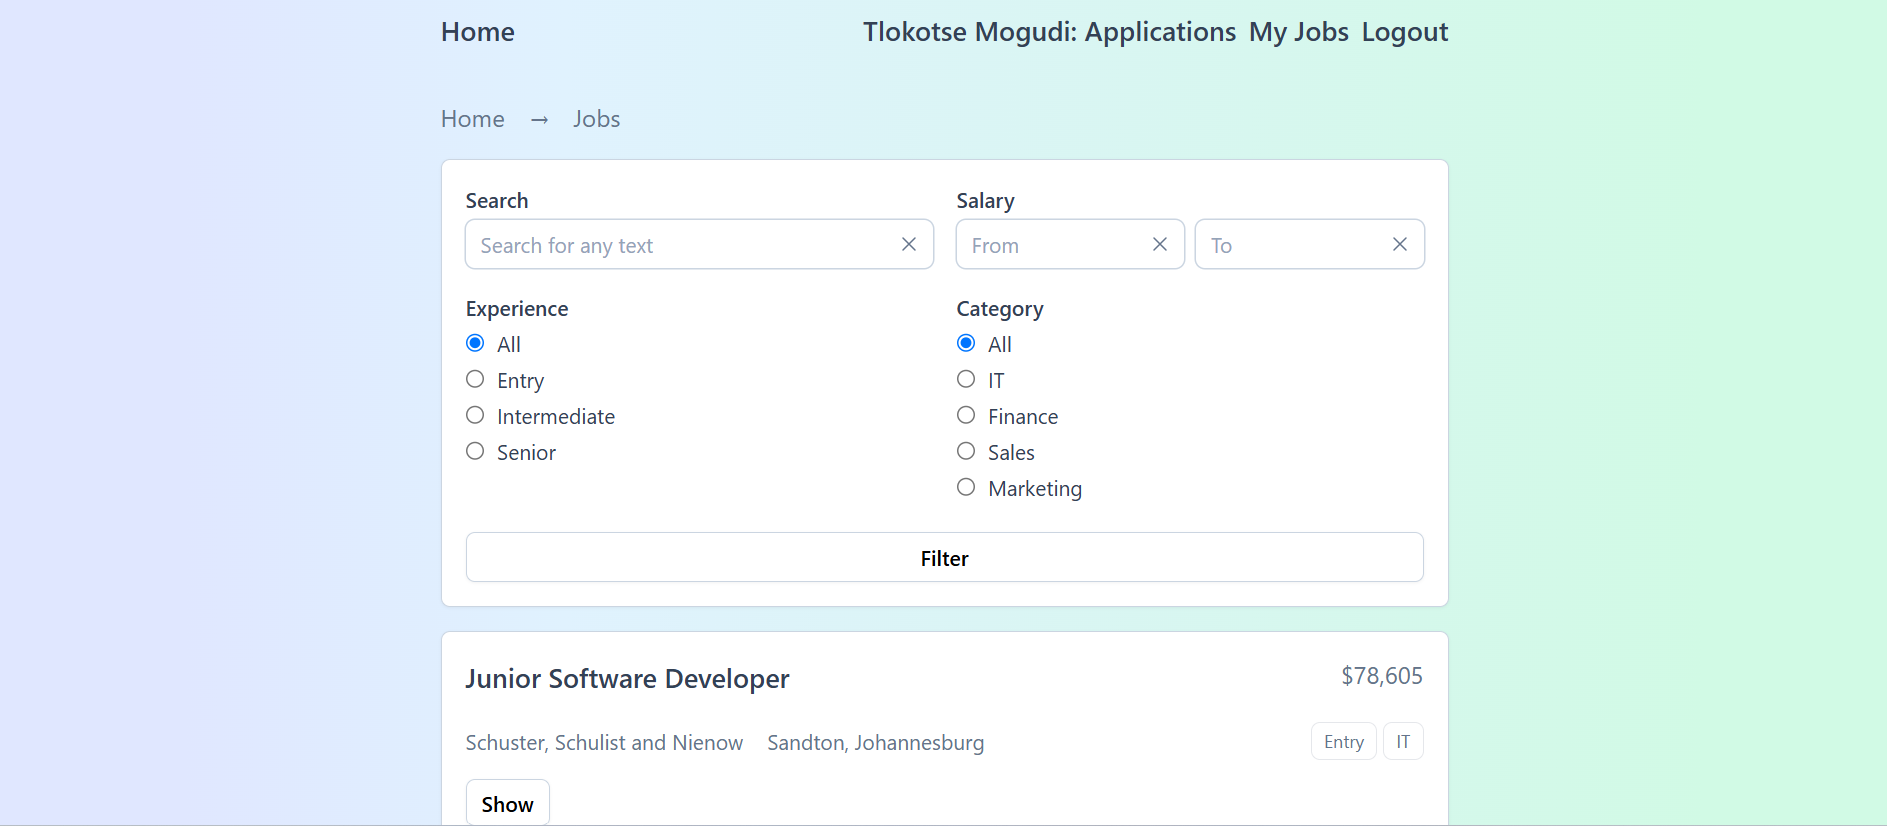 Home Tlokotse Mogudi: Applications My Jobs Logout
Home → Jobs
Search
Search for any text
Salary
From To
Experience
All
Entry
Intermediate
Senior
Category
All
IT
Finance
Sales
Marketing
Filter
Junior Software Developer $78,605
Schuster, Schulist and Nienow Sandton, Johannesburg Entry IT
Show